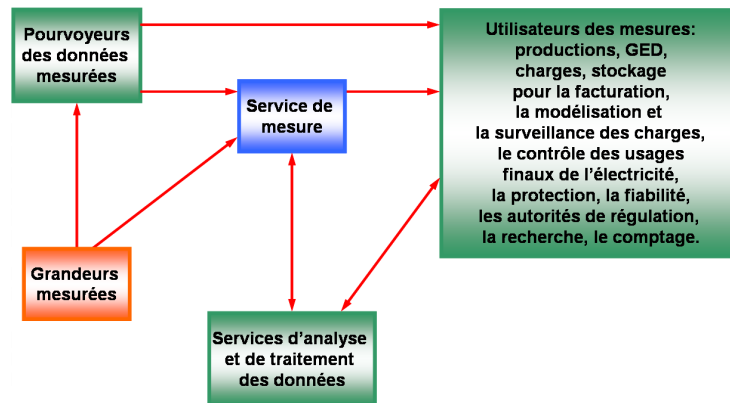 Pourvoyeurs
des données
mesurées
Service de
mesure
Utilisateurs des mesures:
productions, GED,
charges, stockage
pour la facturation,
la modélisation et
la surveillance des charges,
le contrôle des usages
finaux de l'électricité,
la protection, la fiabilité,
les autorités de régulation,
la recherche, le comptage.
Grandeurs
mesurées
Services d'analyse
et de traitement
des données